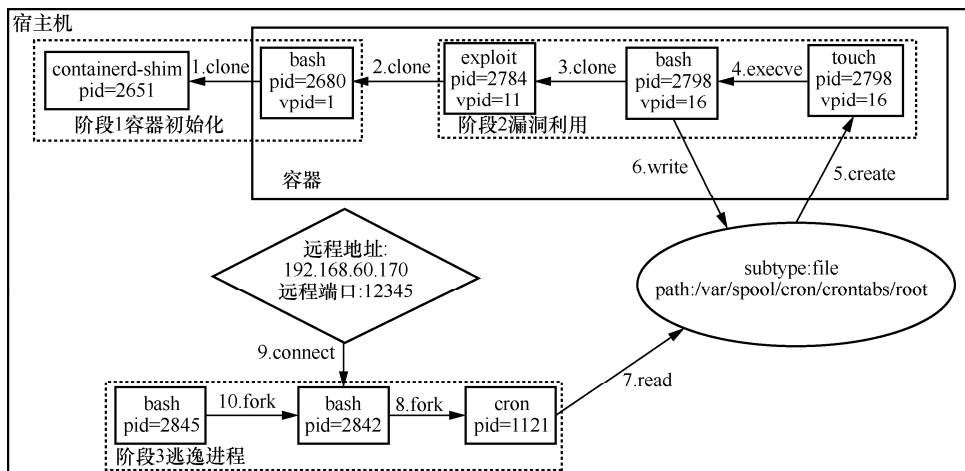 宿主机
containerd-shim
pid=2651
1.clone
bash
pid=2680
vpid=1
2.clone
exploit
pid=2784
vpid=11
3.clone
bash
pid=2798
vpid=16
4.execve
touch
pid=2798
vpid=16
阶段1容器初始化
阶段2漏洞利用
容器
6.write
5.create
远程地址:
192.168.60.170
远程端口:12345
subtype:file
path:/var/spool/cron/crontabs/root
9.connect
7.read
bash
pid=2845
10.fork
bash
pid=2842
8.fork
cron
pid=1121
阶段3逃逸进程